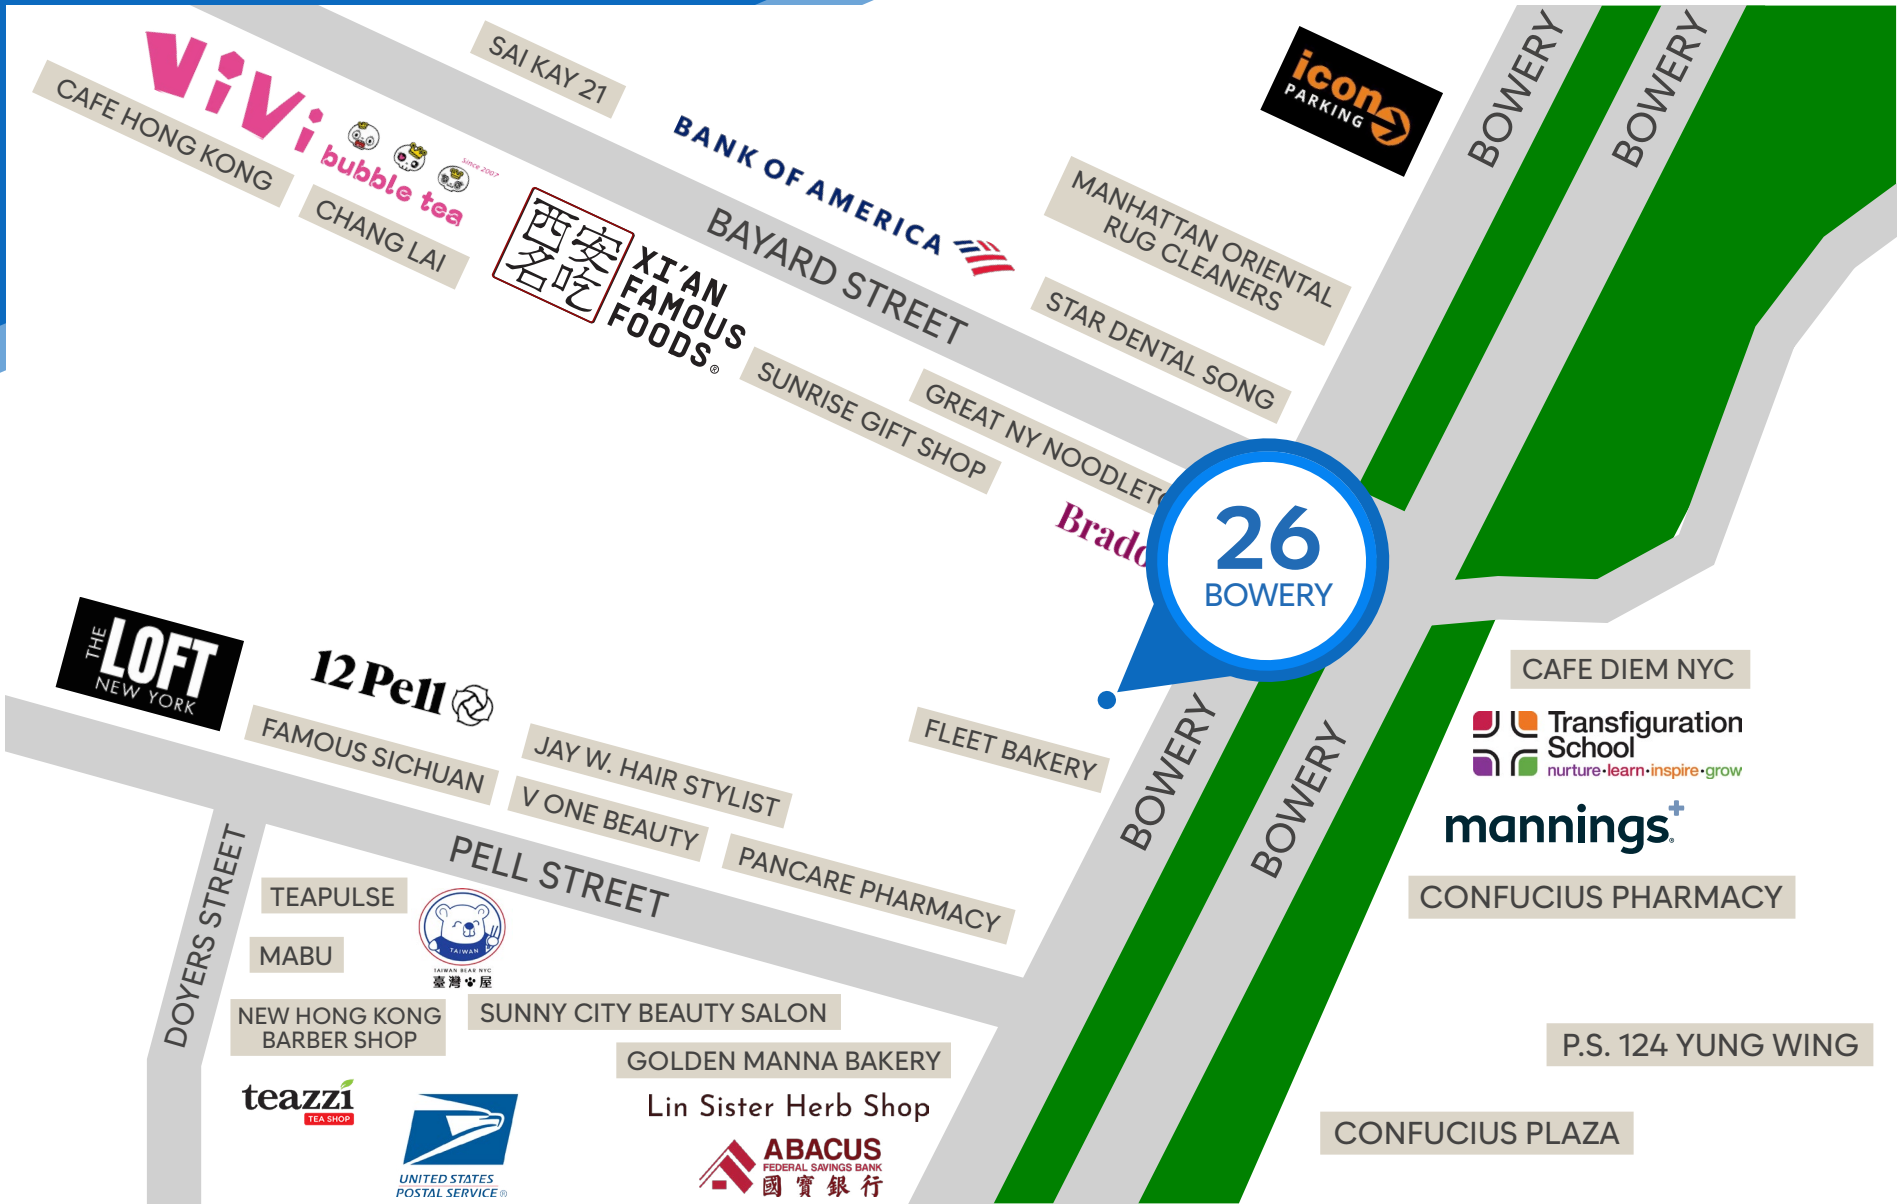 SAI KAY 21
ViVi
bubble tea
since 2007
CAFE HONG KONG
CHANG LAI
BANK OF AMERICA
icon
PARKING
BOWERY
BOWERY
MANHATTAN ORIENTAL
RUG CLEANERS
西安
名吃
XI'AN
FAMOUS
FOODS®
BAYARD STREET
STAR DENTAL SONG
SUNRISE GIFT SHOP
GREAT NY NOODLET
Brado
26
BOWERY
THE
LOFT
NEW YORK
12 Pell
FAMOUS SICHUAN
JAY W. HAIR STYLIST
V ONE BEAUTY
PANCARE PHARMACY
FLEET BAKERY
BOWERY
BOWERY
CAFE DIEM NYC
Transfiguration
School
nurture•learn•inspire•grow
mannings+
CONFUCIUS PHARMACY
PELL STREET
DOYERS STREET
TEAPULSE
MABU
TAIWAN
TAIWAN BEAR NYC
臺灣屋
NEW HONG KONG
BARBER SHOP
SUNNY CITY BEAUTY SALON
GOLDEN MANNA BAKERY
Lin Sister Herb Shop
teazzi
TEA SHOP
UNITED STATES
POSTAL SERVICE®
ABACUS
FEDERAL SAVINGS BANK
國寶銀行
P.S. 124 YUNG WING
CONFUCIUS PLAZA